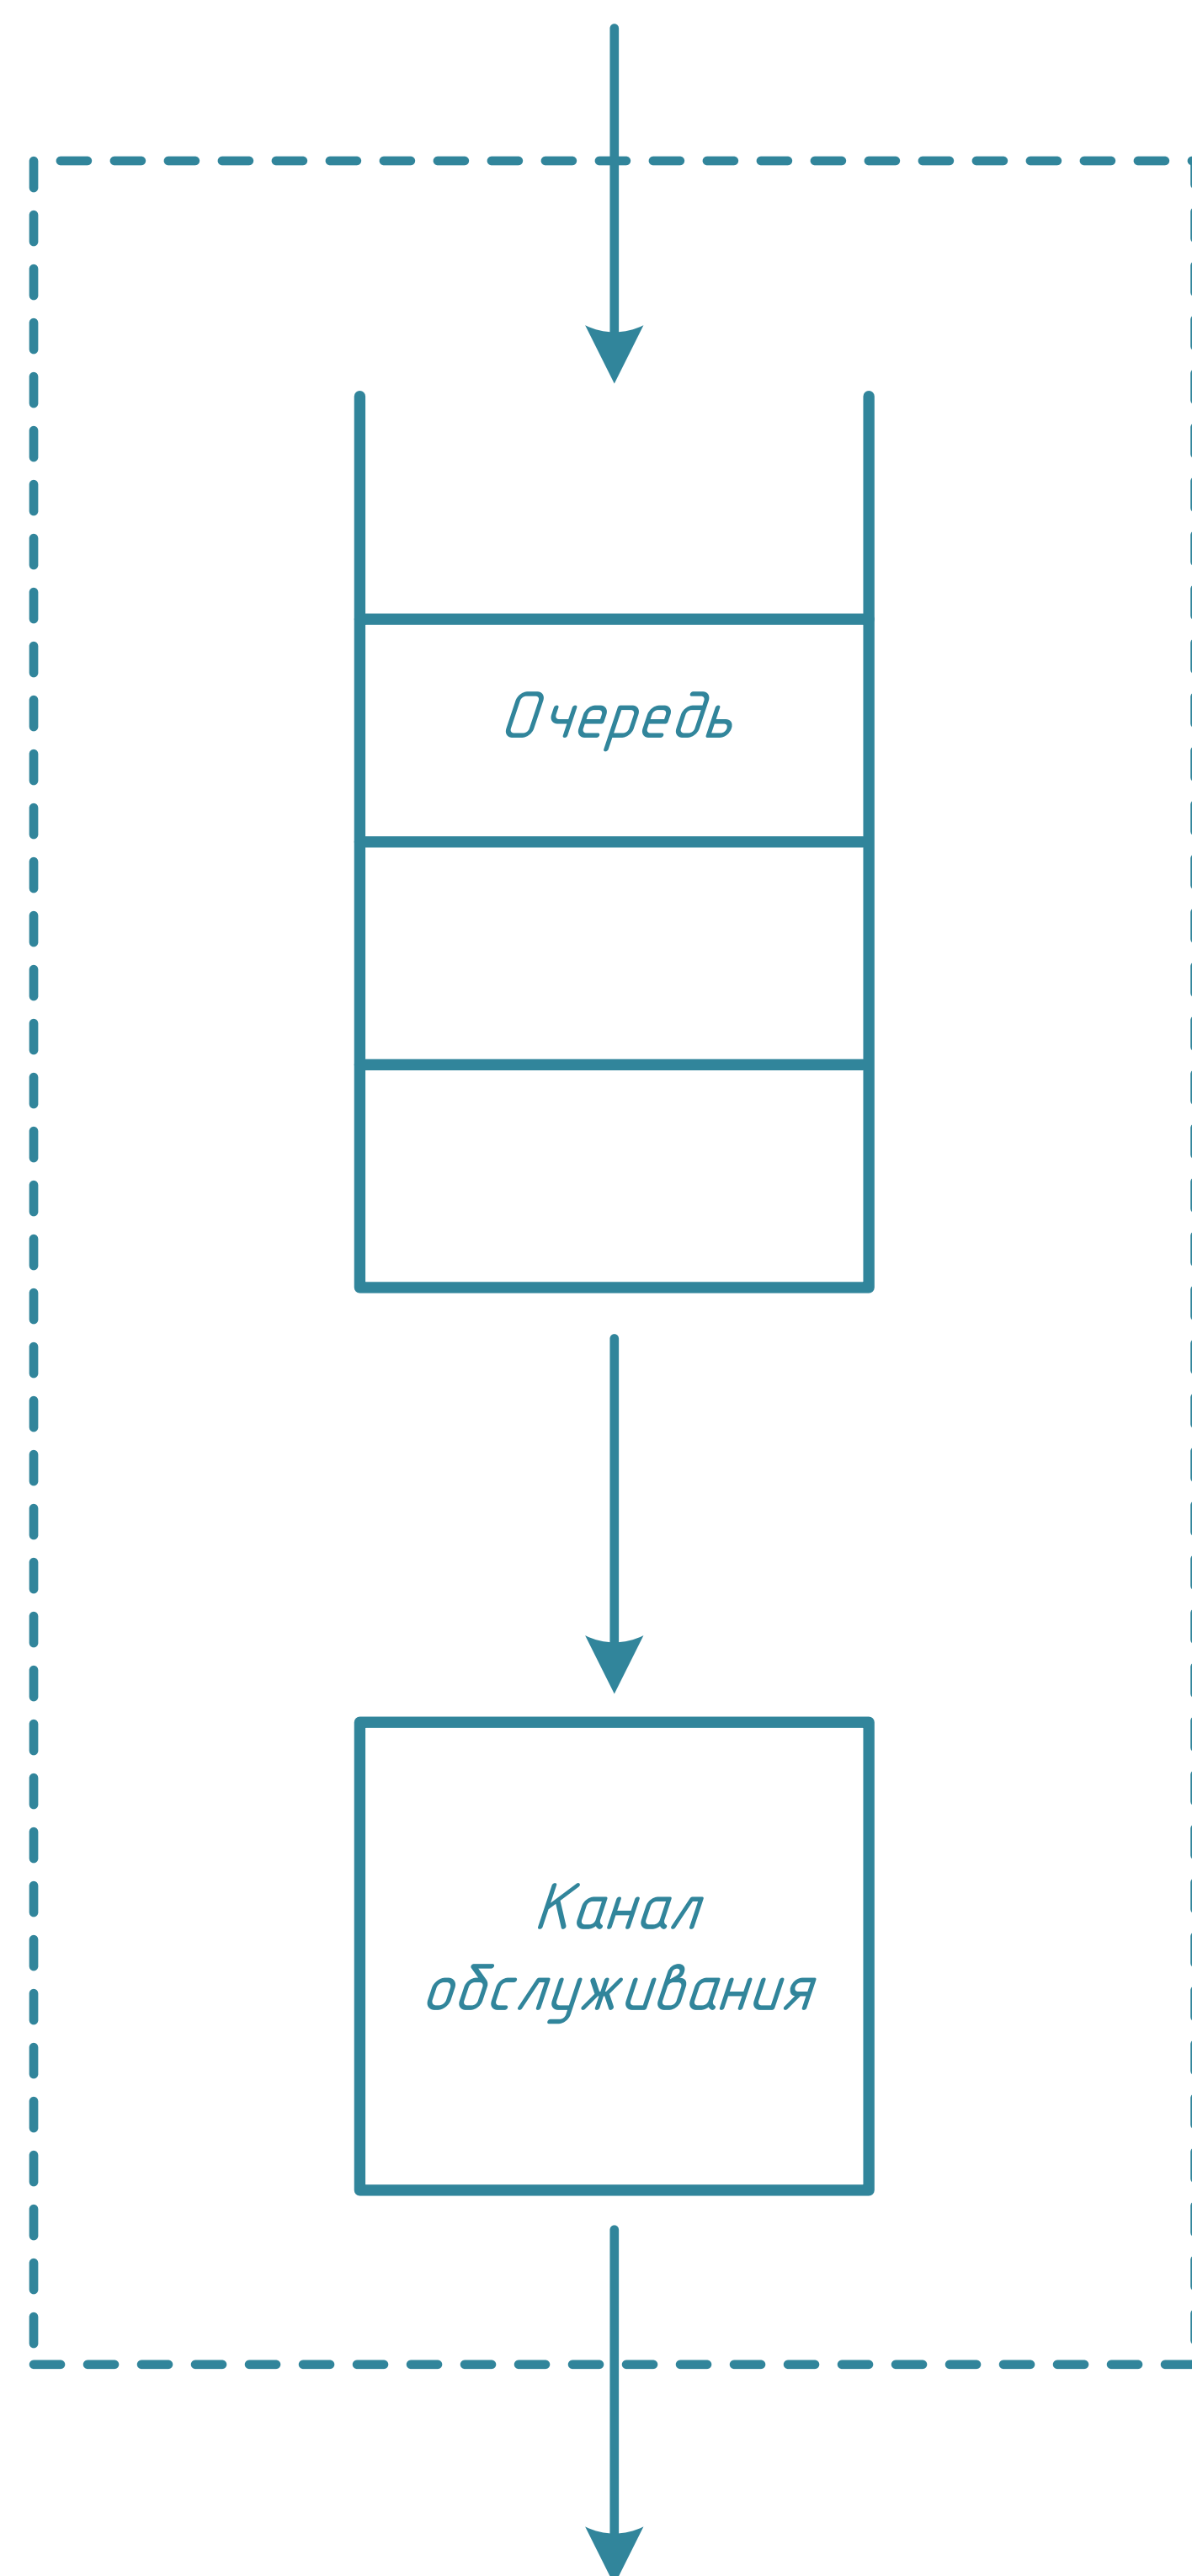 Очередь
Канал
обслуживания